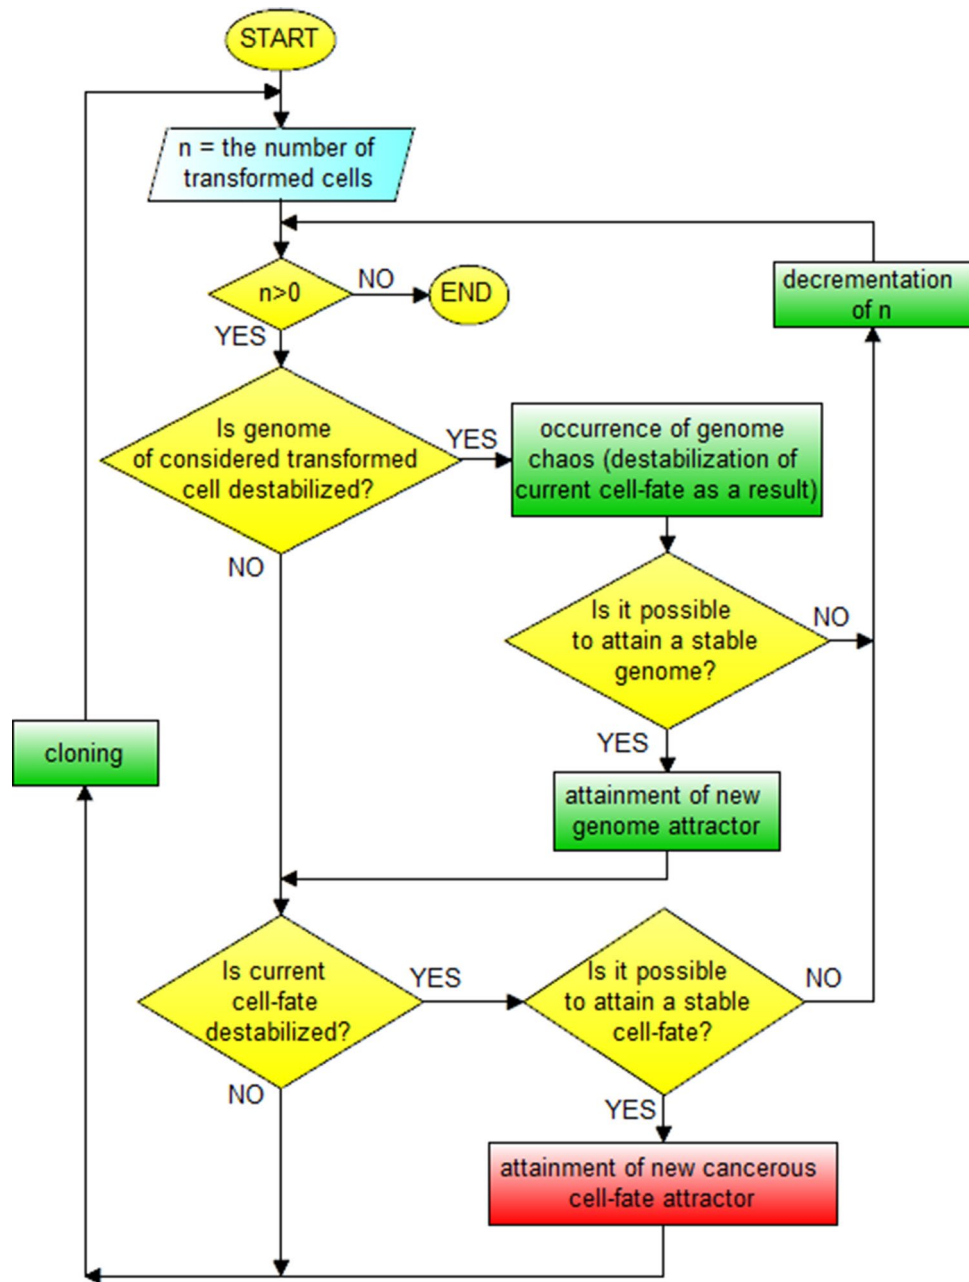 START
n = the number of
transformed cells
n>0
NO
END
YES
decrementation
of n
Is genome
of considered transformed
cell destabilized?
YES
occurrence of genome
chaos (destabilization of
current cell-fate as a result)
NO
Is it possible
to attain a stable
genome?
NO
YES
cloning
attainment of new
genome attractor
Is current
cell-fate
destabilized?
YES
Is it possible
to attain a stable
cell-fate?
NO
NO
YES
attainment of new cancerous
cell-fate attractor